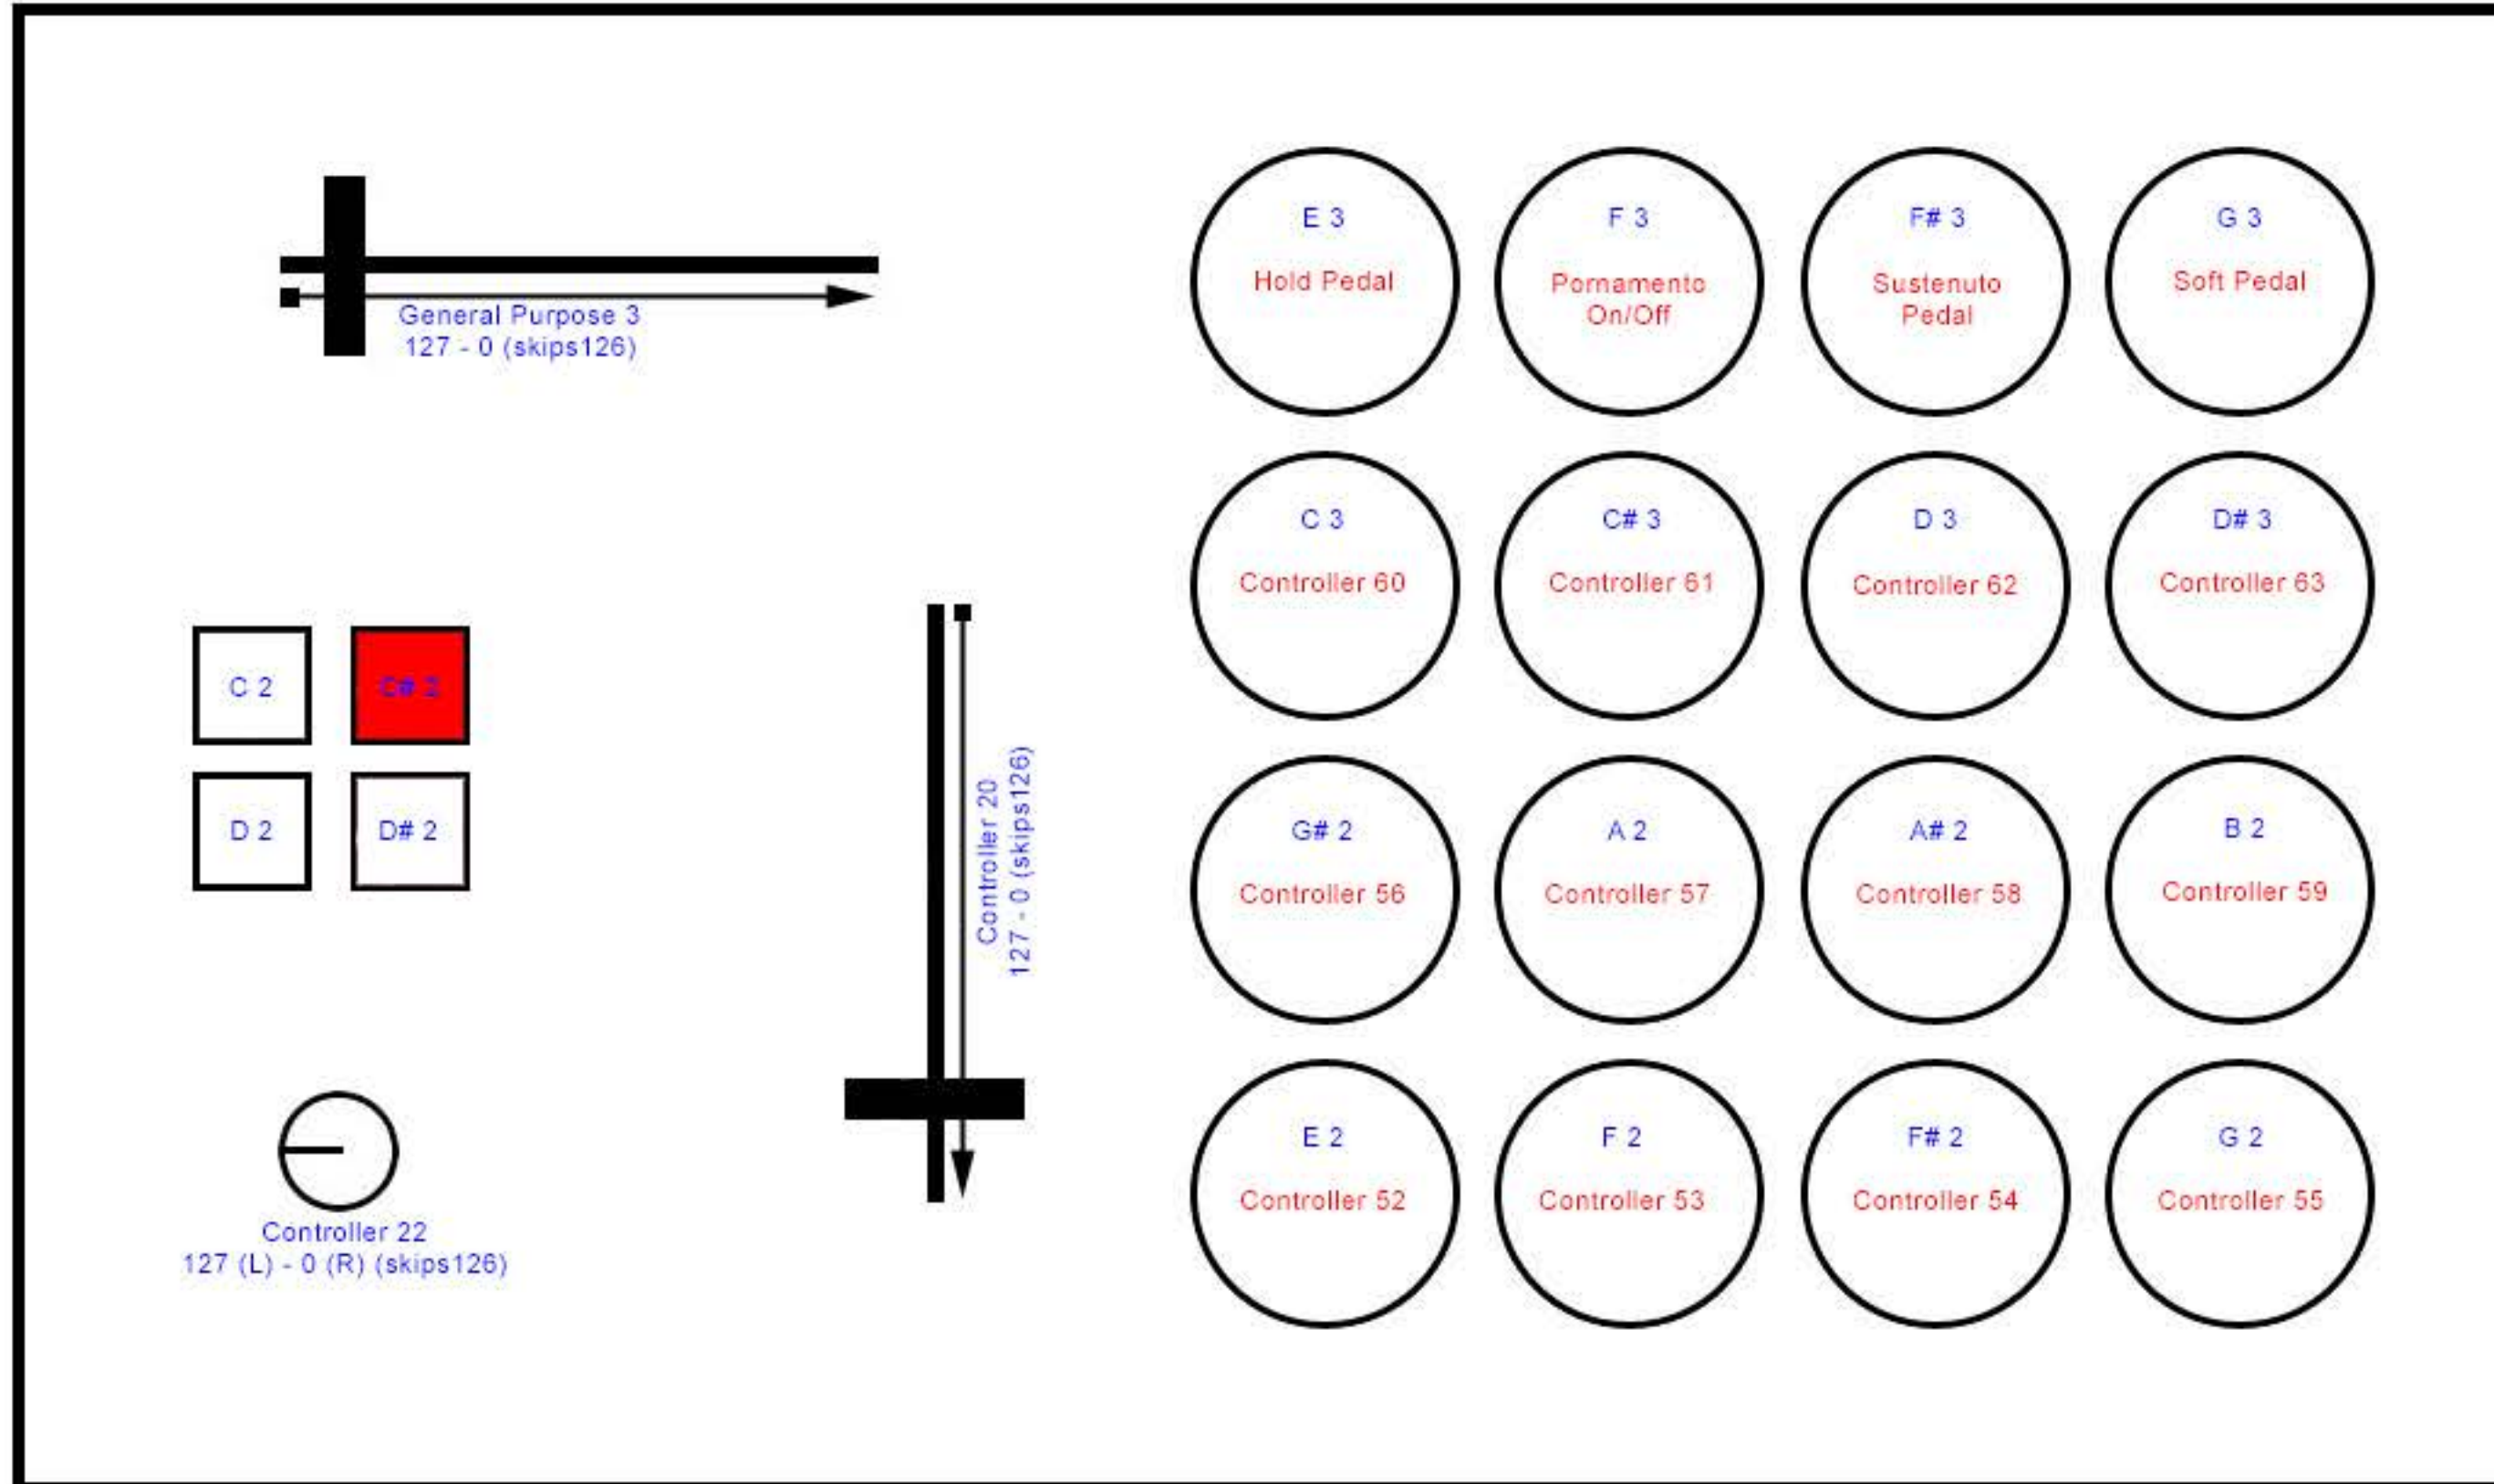 General Purpose 3
127 - 0 (skips126)
C 2
C# 2
D 2
D# 2
Controller 20
127 - 0 (skips126)
Controller 22
127 (L) - 0 (R) (skips126)
E 3
Hold Pedal
F 3
Pornamento
On/Off
F# 3
Sustenuto
Pedal
G 3
Soft Pedal
C 3
Controller 60
C# 3
Controller 61
D 3
Controller 62
D# 3
Controller 63
G# 2
Controller 56
A 2
Controller 57
A# 2
Controller 58
B 2
Controller 59
E 2
Controller 52
F 2
Controller 53
F# 2
Controller 54
G 2
Controller 55